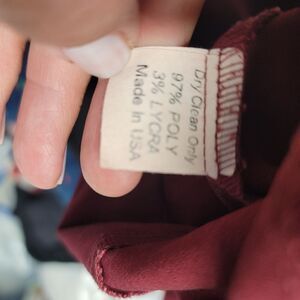 Dry Clean Only
97% POLY
3% LYCRA
Made In USA